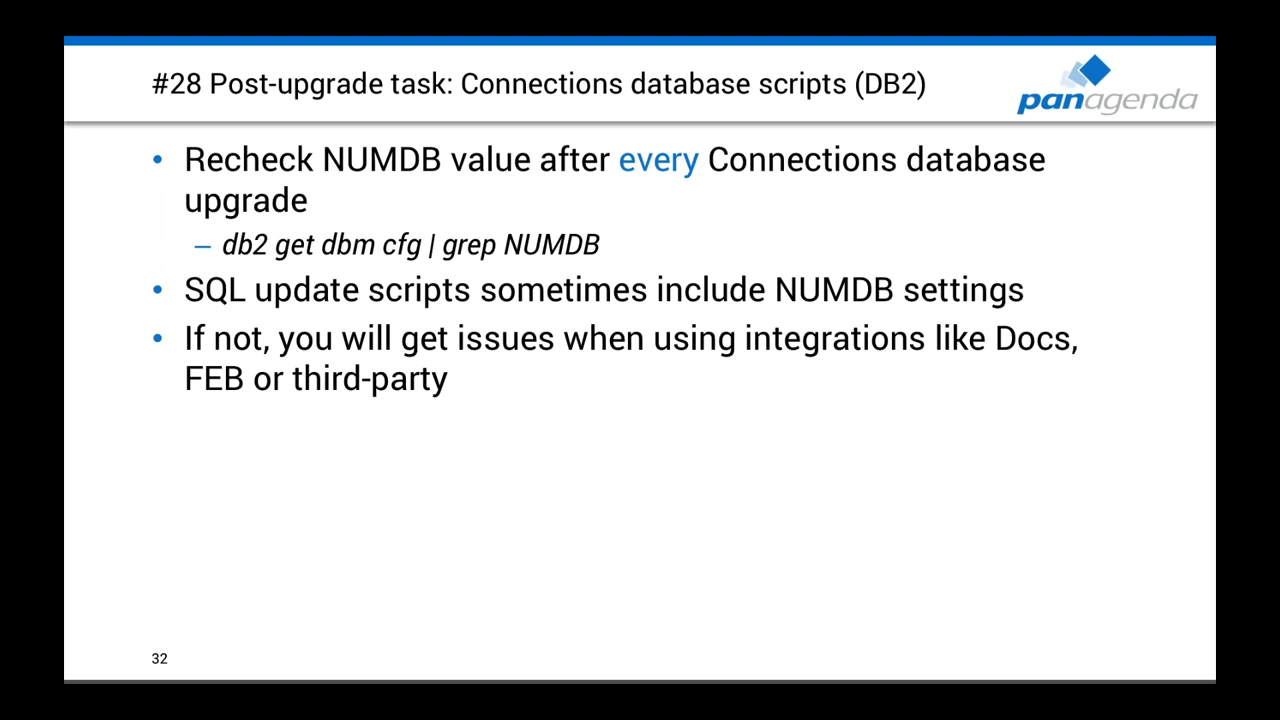 #28 Post-upgrade task: Connections database scripts (DB2)
panagenda
• Recheck NUMDB value after every Connections database
upgrade
– db2 get dbm cfg | grep NUMDB
• SQL update scripts sometimes include NUMDB settings
• If not, you will get issues when using integrations like Docs,
FEB or third-party
32